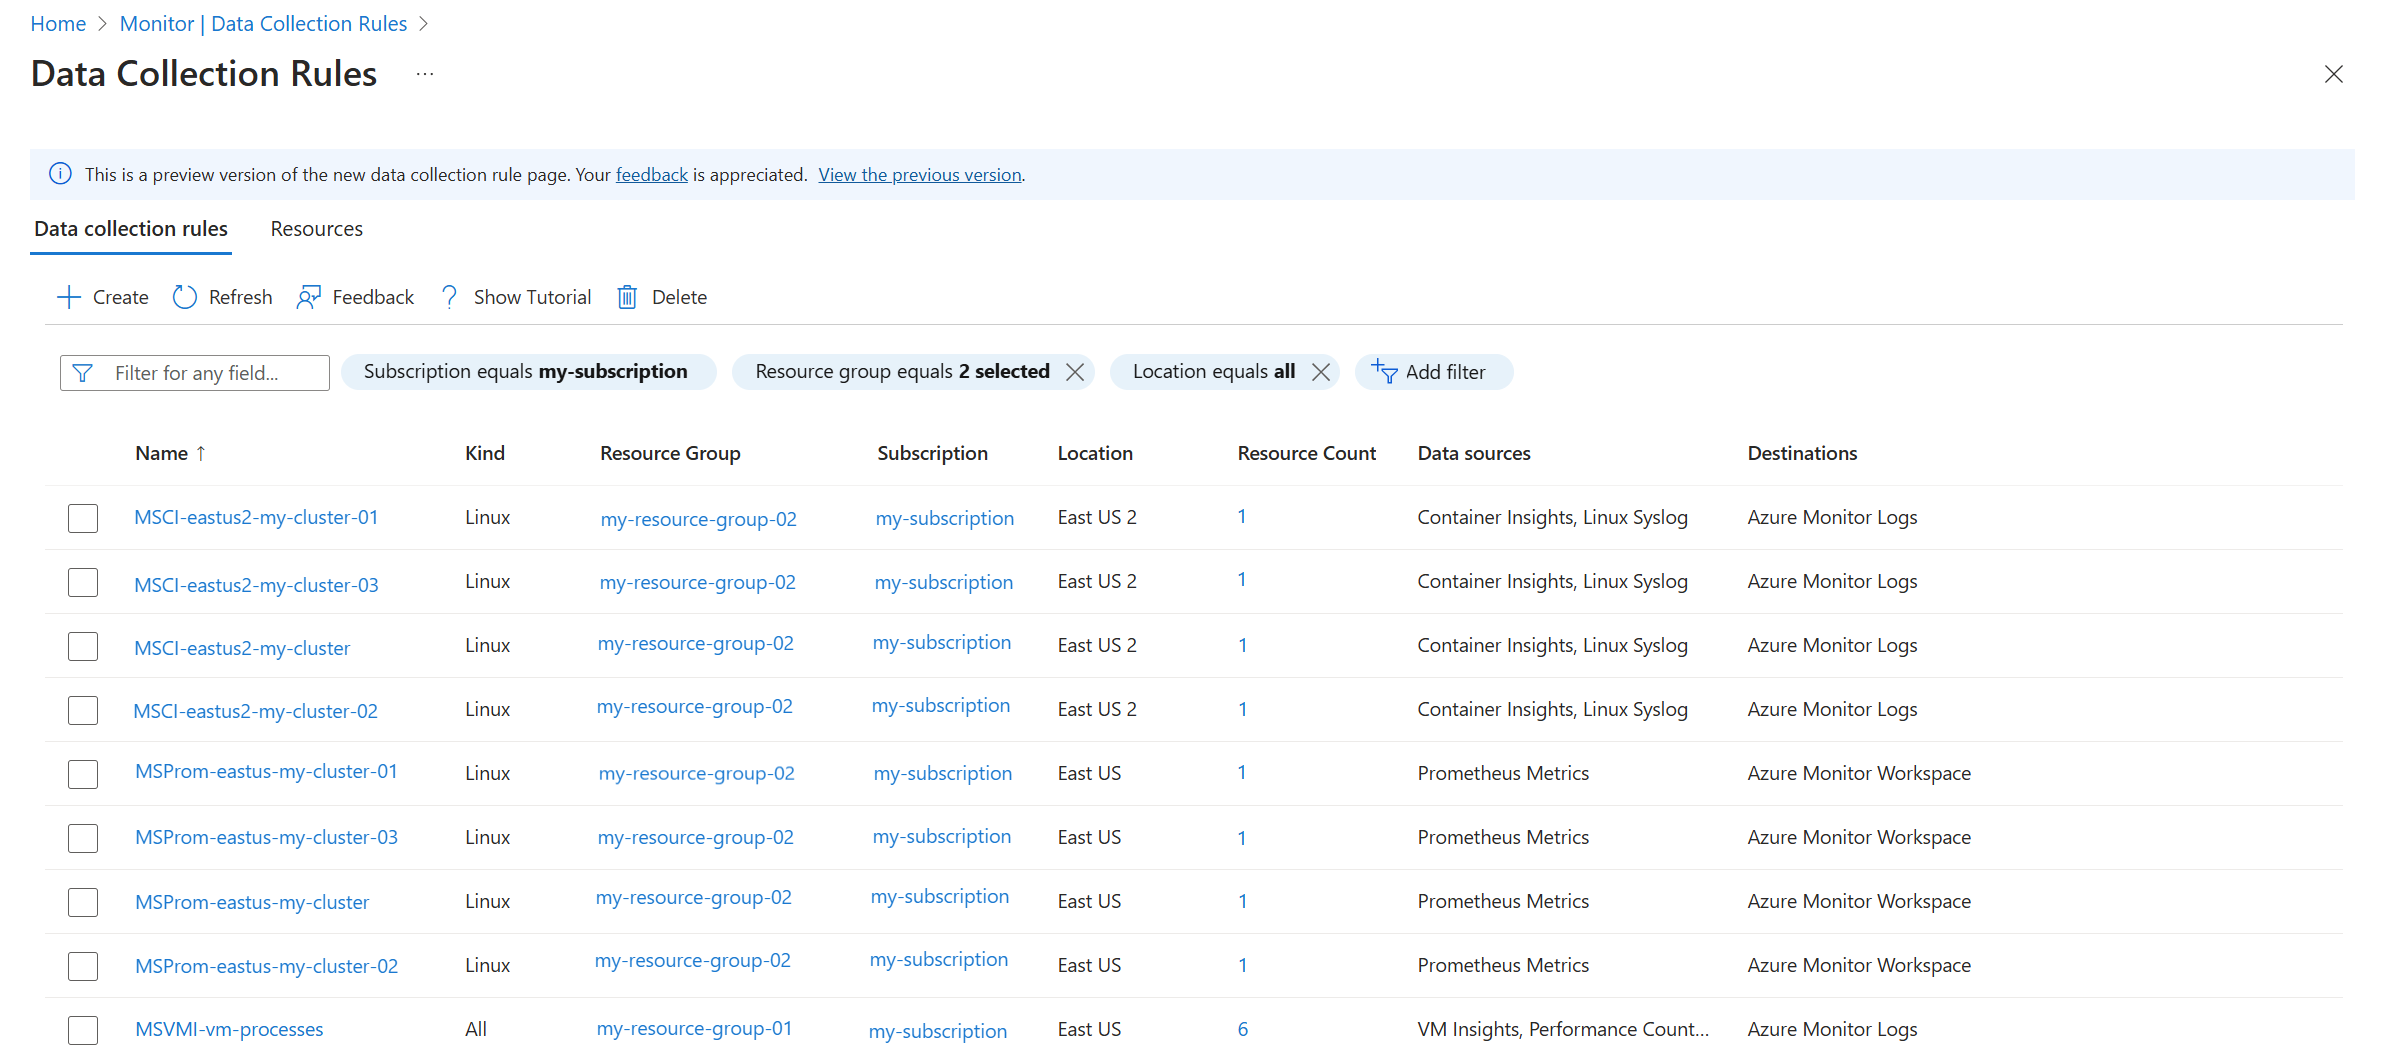 Home > Monitor | Data Collection Rules >
Data Collection Rules ...
This is a preview version of the new data collection rule page. Your feedback is appreciated. View the previous version.
Data collection rules Resources
Create Refresh Feedback ? Show Tutorial Delete
Filter for any field... Subscription equals my-subscription Resource group equals 2 selected Location equals all Add filter
Name ↑ Kind Resource Group Subscription Location Resource Count Data sources Destinations
MSCI-eastus2-my-cluster-01 Linux my-resource-group-02 my-subscription East US 2 1 Container Insights, Linux Syslog Azure Monitor Logs
MSCI-eastus2-my-cluster-03 Linux my-resource-group-02 my-subscription East US 2 1 Container Insights, Linux Syslog Azure Monitor Logs
MSCI-eastus2-my-cluster Linux my-resource-group-02 my-subscription East US 2 1 Container Insights, Linux Syslog Azure Monitor Logs
MSCI-eastus2-my-cluster-02 Linux my-resource-group-02 my-subscription East US 2 1 Container Insights, Linux Syslog Azure Monitor Logs
MSProm-eastus-my-cluster-01 Linux my-resource-group-02 my-subscription East US 1 Prometheus Metrics Azure Monitor Workspace
MSProm-eastus-my-cluster-03 Linux my-resource-group-02 my-subscription East US 1 Prometheus Metrics Azure Monitor Workspace
MSProm-eastus-my-cluster Linux my-resource-group-02 my-subscription East US 1 Prometheus Metrics Azure Monitor Workspace
MSProm-eastus-my-cluster-02 Linux my-resource-group-02 my-subscription East US 1 Prometheus Metrics Azure Monitor Workspace
MSVMI-vm-processes All my-resource-group-01 my-subscription East US 6 VM Insights, Performance Count... Azure Monitor Logs